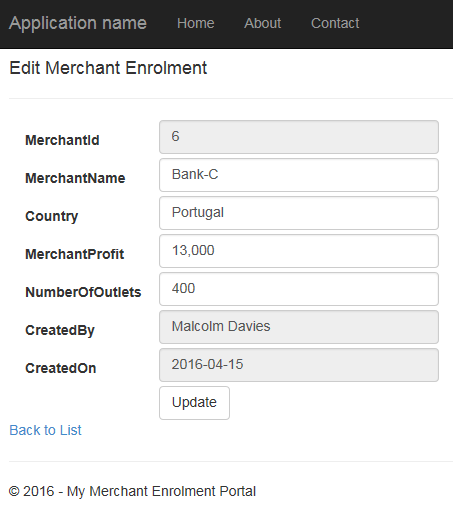 Application name Home About Contact
Edit Merchant Enrolment
MerchantId 6
MerchantName Bank-C
Country Portugal
MerchantProfit 13,000
NumberOfOutlets 400
CreatedBy Malcolm Davies
CreatedOn 2016-04-15
Update
Back to List
© 2016 - My Merchant Enrolment Portal